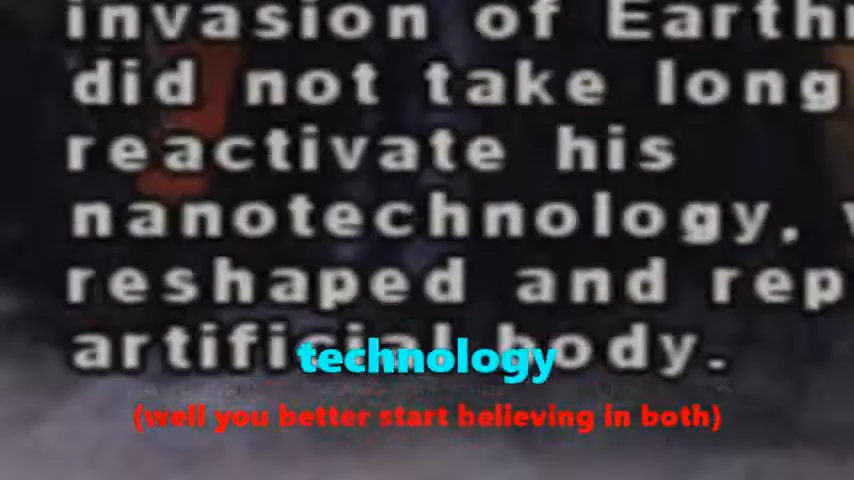 invasion of Earth
did not take long
reactivate his
nanotechnology,
reshaped and rep
artificial body.
technology
(well you better start believing in both)